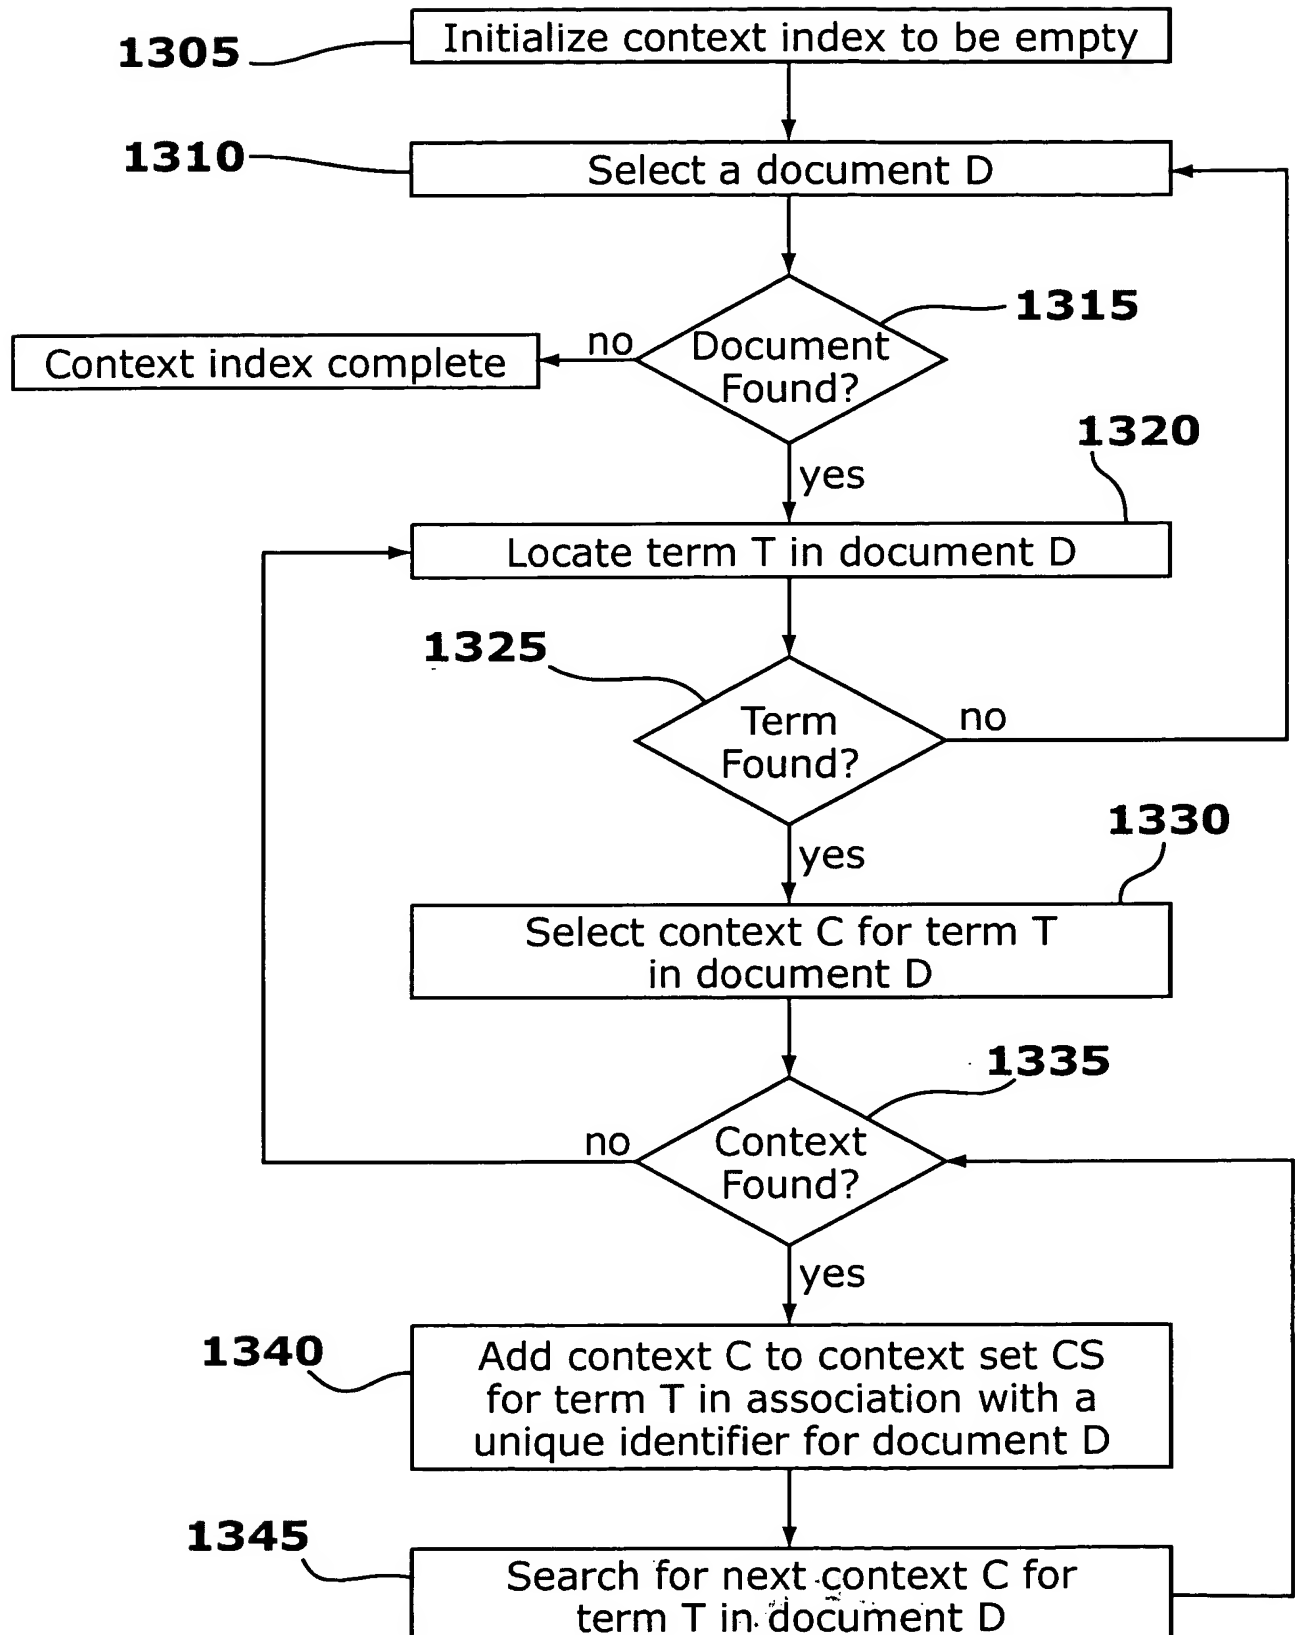 1305
Initialize context index to be empty
1310
Select a document D
1315
Document
Found?
no
Context index complete
yes
1320
Locate term T in document D
1325
Term
Found?
no
yes
1330
Select context C for term T
in document D
1335
Context
Found?
no
yes
1340
Add context C to context set CS
for term T in association with a
unique identifier for document D
1345
Search for next context C for
term T in document D